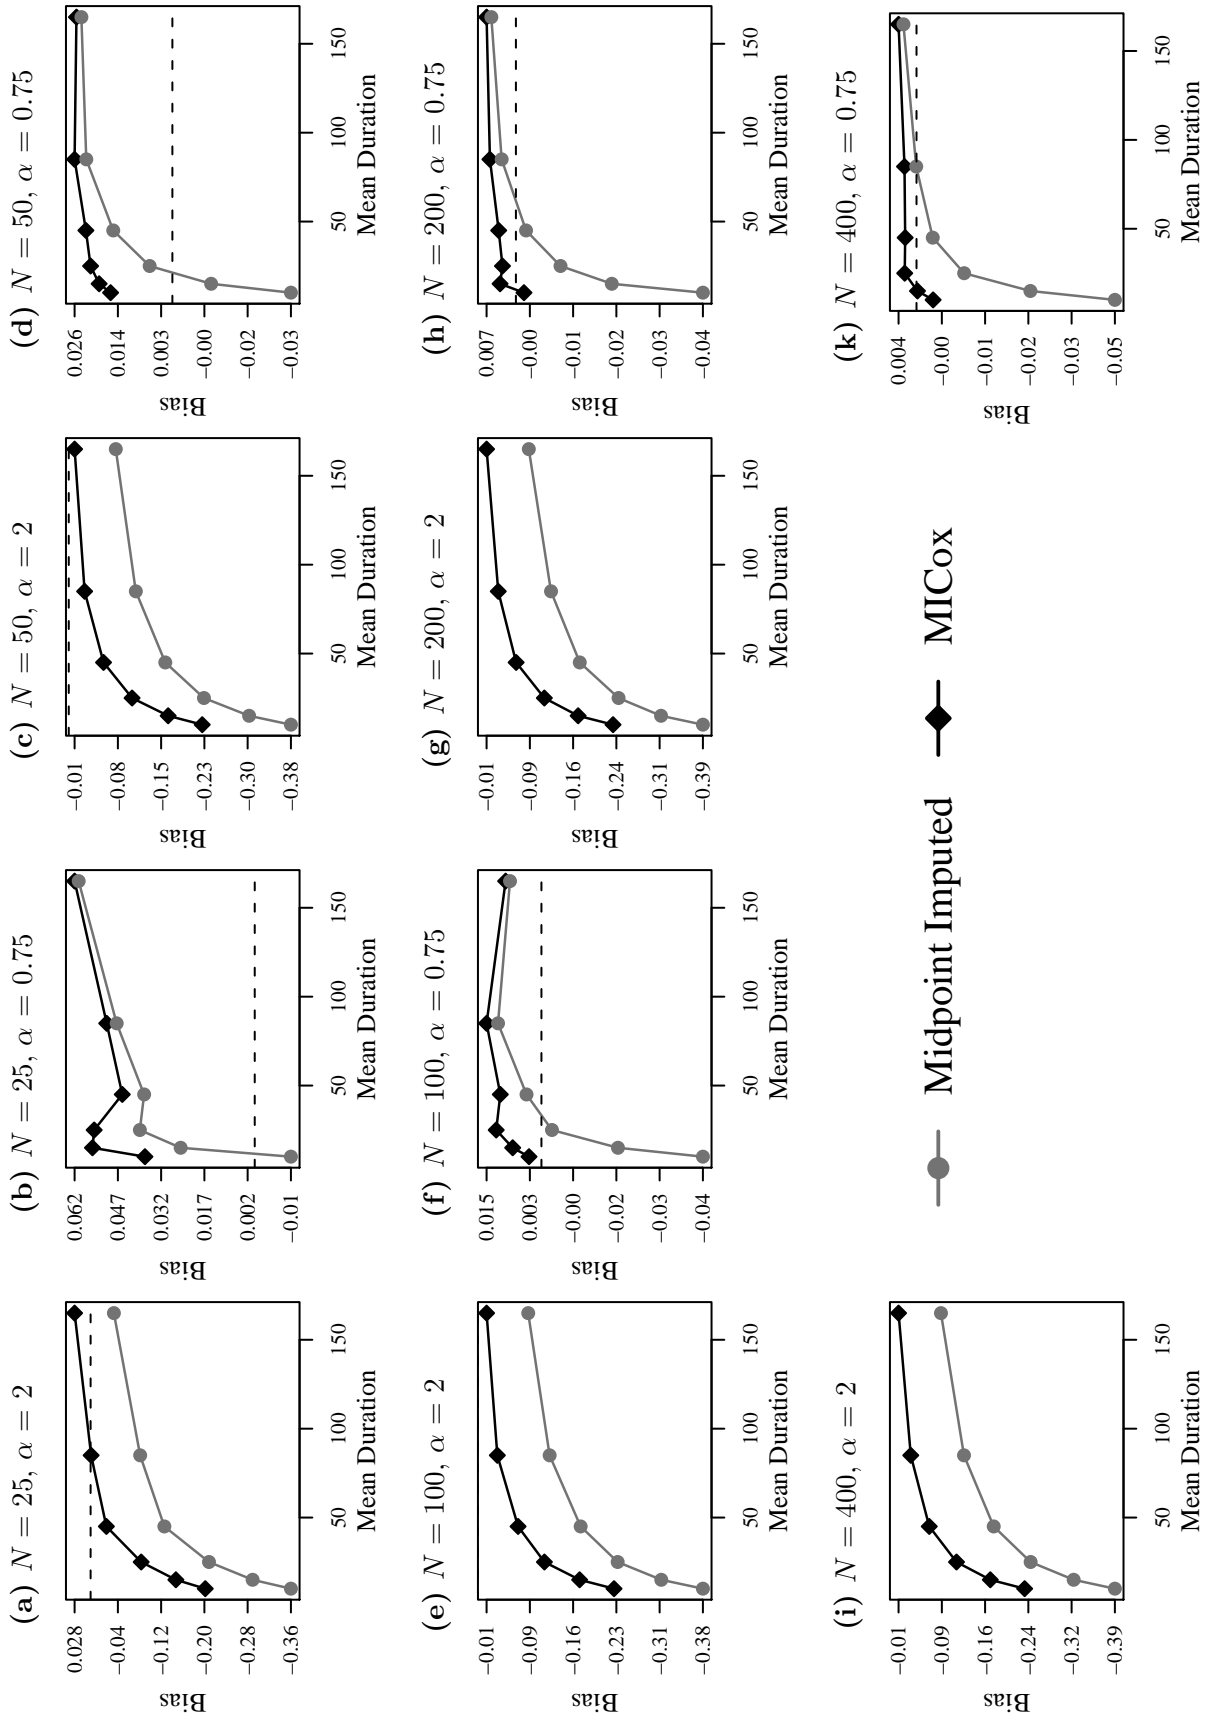 (a) N = 25, α = 2
Bias
0.028
−0.04
−0.12
−0.20
−0.28
−0.36
50
100
150
Mean Duration
(b) N = 25, α = 0.75
Bias
0.062
0.047
0.032
0.017
0.002
−0.01
50
100
150
Mean Duration
(c) N = 50, α = 2
Bias
−0.01
−0.08
−0.15
−0.23
−0.30
−0.38
50
100
150
Mean Duration
(d) N = 50, α = 0.75
Bias
0.026
0.014
0.003
−0.00
−0.02
−0.03
50
100
150
Mean Duration
(e) N = 100, α = 2
Bias
−0.01
−0.09
−0.16
−0.23
−0.31
−0.38
50
100
150
Mean Duration
(f) N = 100, α = 0.75
Bias
0.015
0.003
−0.00
−0.02
−0.03
−0.04
50
100
150
Mean Duration
(g) N = 200, α = 2
Bias
−0.01
−0.09
−0.16
−0.24
−0.31
−0.39
50
100
150
Mean Duration
(h) N = 200, α = 0.75
Bias
0.007
−0.00
−0.01
−0.02
−0.03
−0.04
50
100
150
Mean Duration
(i) N = 400, α = 2
Bias
−0.01
−0.09
−0.16
−0.24
−0.32
−0.39
50
100
150
Mean Duration
Midpoint Imputed
MICox
(k) N = 400, α = 0.75
Bias
0.004
−0.00
−0.01
−0.02
−0.03
−0.05
50
100
150
Mean Duration